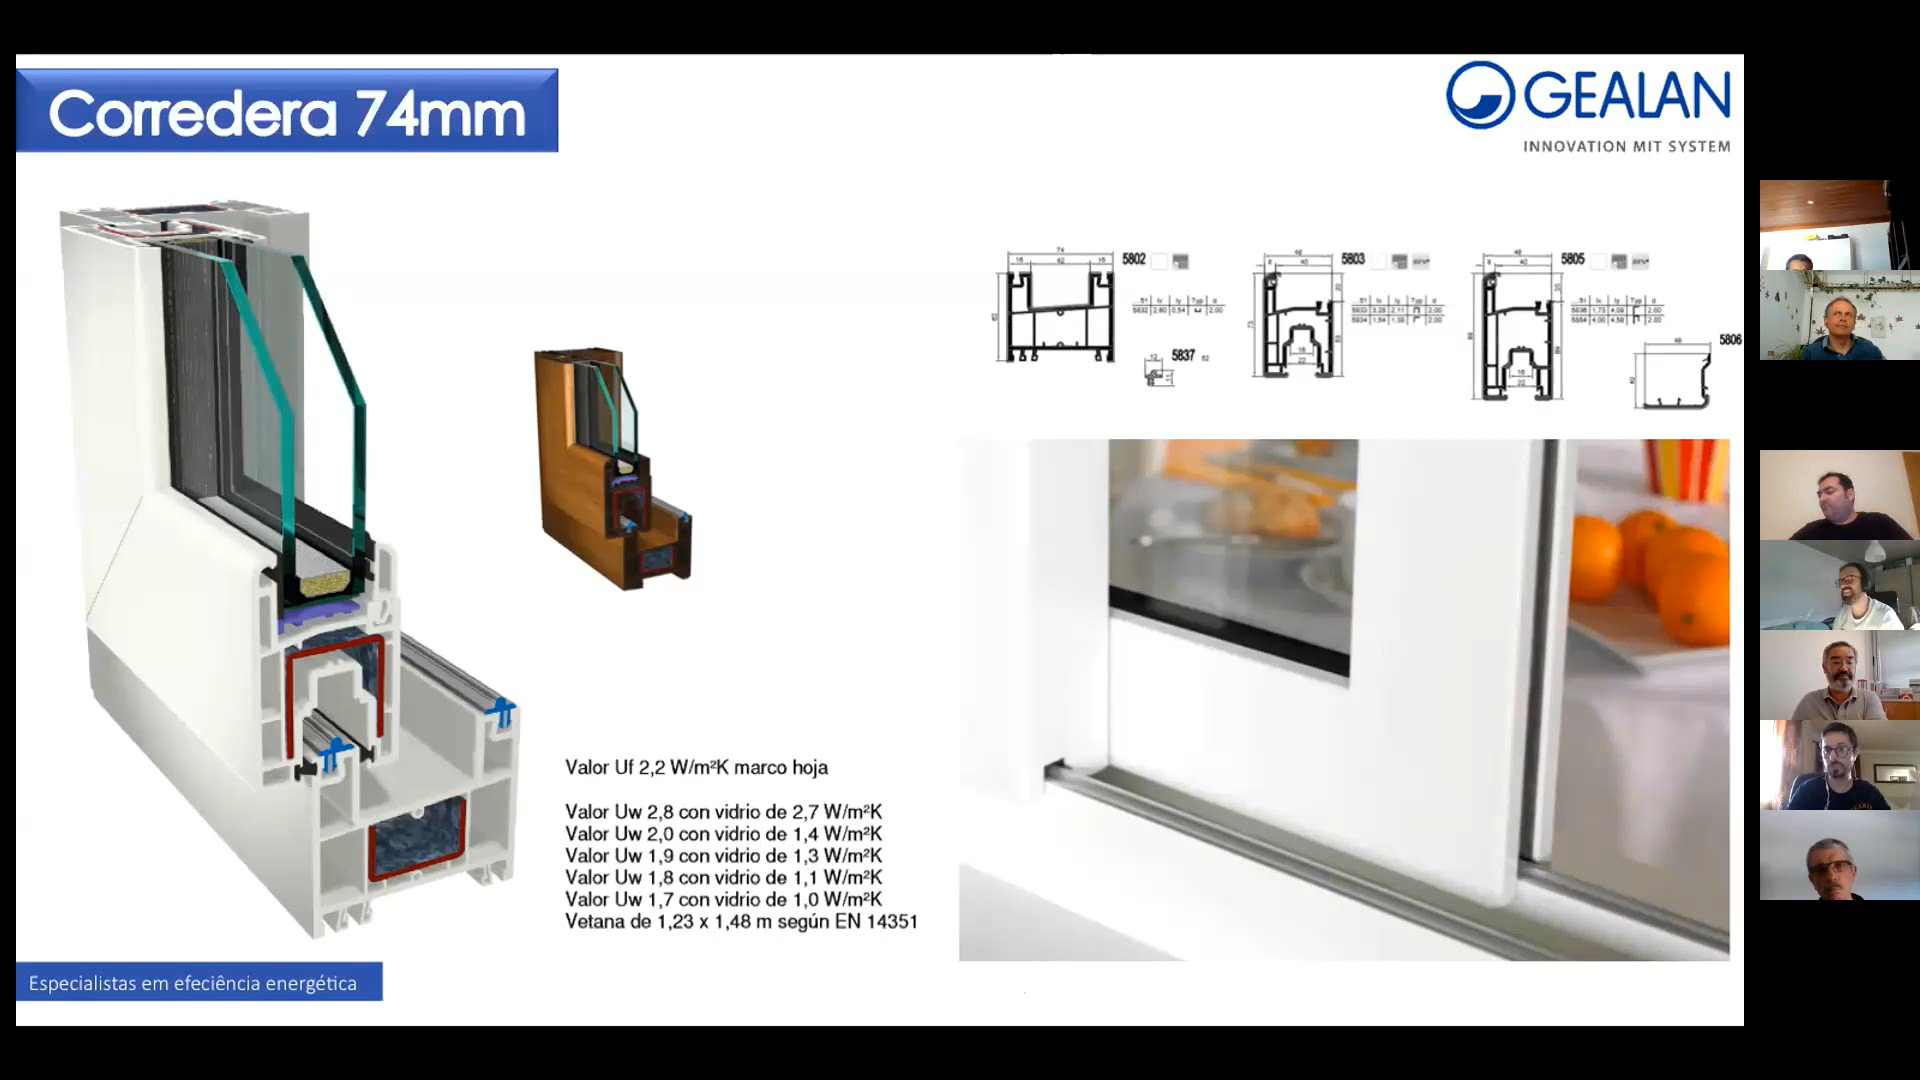 Corredera 74mm
GEALAN
INNOVATION MIT SYSTEM
5802
5803
5805
5806
5837
Valor Uf 2,2 W/m²K marco hoja
Valor Uw 2,8 con vidrio de 2,7 W/m²K
Valor Uw 2,0 con vidrio de 1,4 W/m²K
Valor Uw 1,9 con vidrio de 1,3 W/m²K
Valor Uw 1,8 con vidrio de 1,1 W/m²K
Valor Uw 1,7 con vidrio de 1,0 W/m²K
Vetana de 1,23 x 1,48 m según EN 14351
Especialistas em efeciência energética